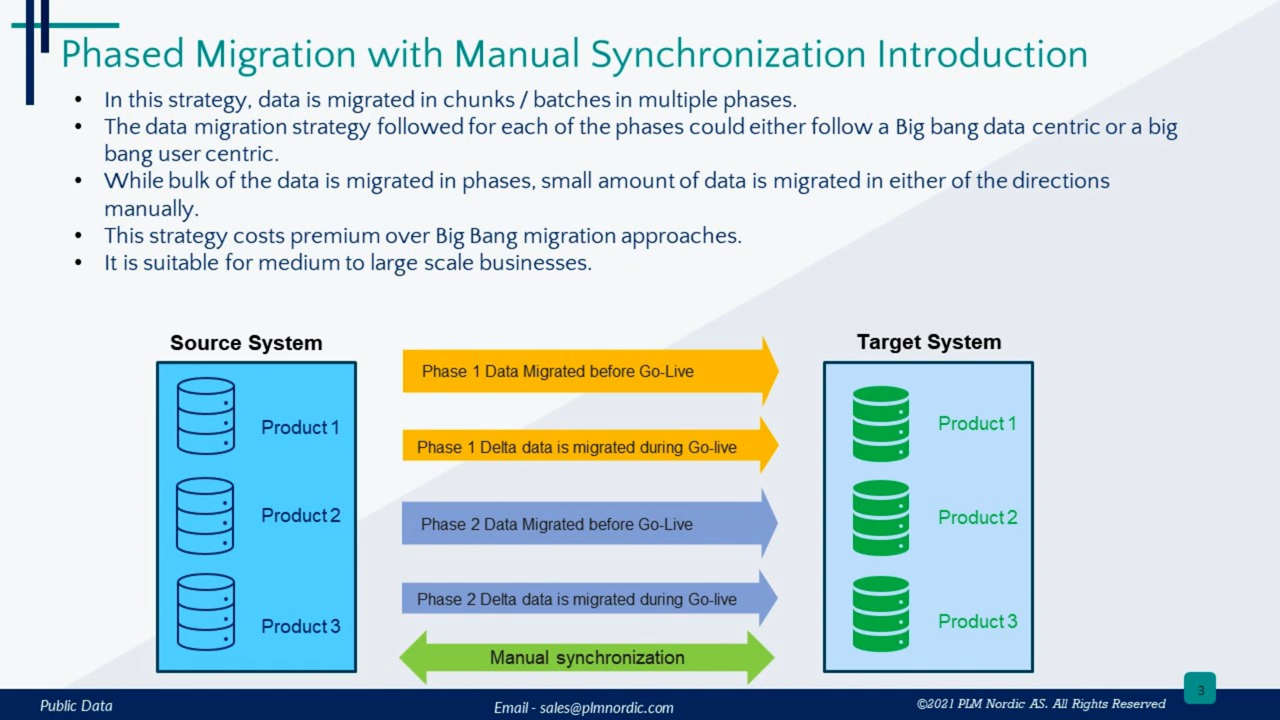 Phased Migration with Manual Synchronization Introduction
• In this strategy, data is migrated in chunks / batches in multiple phases.
• The data migration strategy followed for each of the phases could either follow a Big bang data centric or a big
bang user centric.
• While bulk of the data is migrated in phases, small amount of data is migrated in either of the directions
manually.
• This strategy costs premium over Big Bang migration approaches.
• It is suitable for medium to large scale businesses.
Source System
Product 1
Product 2
Product 3
Phase 1 Data Migrated before Go-Live
Phase 1 Delta data is migrated during Go-live
Phase 2 Data Migrated before Go-Live
Phase 2 Delta data is migrated during Go-live
Manual synchronization
Target System
Product 1
Product 2
Product 3
3
Public Data
Email - sales@plmnordic.com
©2021 PLM Nordic AS. All Rights Reserved